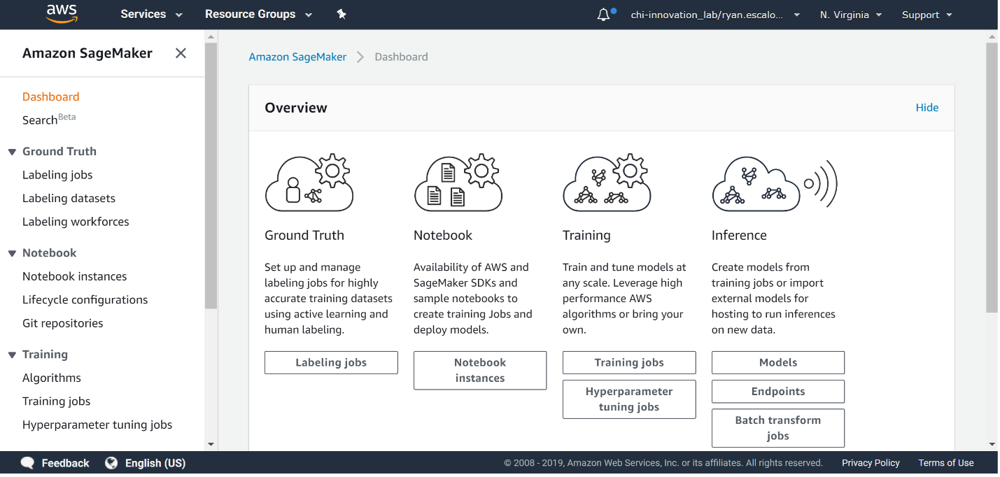 aws
Services
Resource Groups
chi-innovation_lab/ryan.escalo...
N. Virginia
Support
Amazon SageMaker
Dashboard
SearchBeta
Ground Truth
Labeling jobs
Labeling datasets
Labeling workforces
Notebook
Notebook instances
Lifecycle configurations
Git repositories
Training
Algorithms
Training jobs
Hyperparameter tuning jobs
Amazon SageMaker
Dashboard
Overview
Hide
Ground Truth
Set up and manage
labeling jobs for highly
accurate training datasets
using active learning and
human labeling.
Labeling jobs
Notebook
Availability of AWS and
SageMaker SDKs and
sample notebooks to
create training Jobs and
deploy models.
Notebook
instances
Training
Train and tune models at
any scale. Leverage high
performance AWS
algorithms or bring your
own.
Training jobs
Hyperparameter
tuning jobs
Inference
Create models from
training jobs or import
external models for
hosting to run inferences
on new data.
Models
Endpoints
Batch transform
jobs
Feedback
English (US)
© 2008 - 2019, Amazon Web Services, Inc. or its affiliates. All rights reserved.
Privacy Policy
Terms of Use